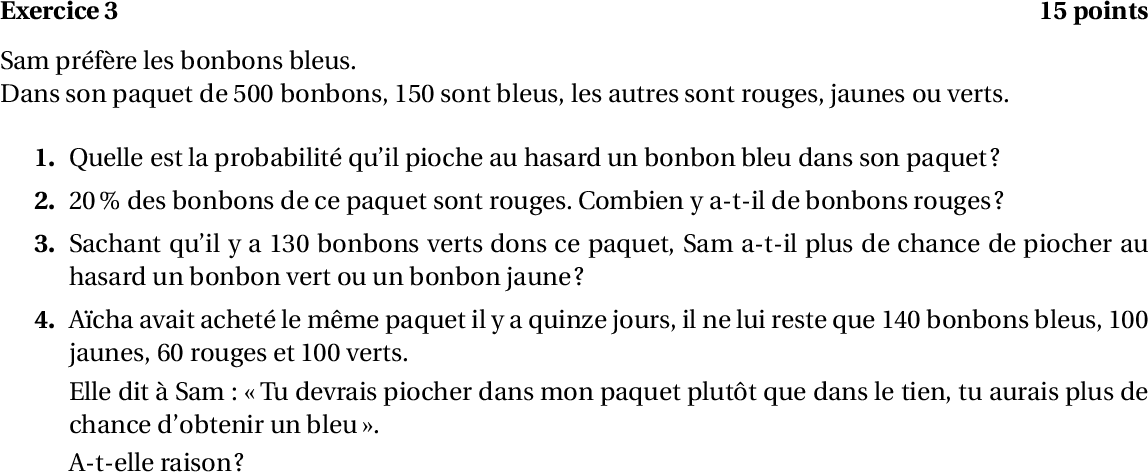 Exercice 3 15 points
Sam préfère les bonbons bleus.
Dans son paquet de 500 bonbons, 150 sont bleus, les autres sont rouges, jaunes ou verts.
1. Quelle est la probabilité qu'il pioche au hasard un bonbon bleu dans son paquet ?
2. 20 % des bonbons de ce paquet sont rouges. Combien y a-t-il de bonbons rouges ?
3. Sachant qu'il y a 130 bonbons verts dons ce paquet, Sam a-t-il plus de chance de piocher au
hasard un bonbon vert ou un bonbon jaune ?
4. Aïcha avait acheté le même paquet il y a quinze jours, il ne lui reste que 140 bonbons bleus, 100
jaunes, 60 rouges et 100 verts.
Elle dit à Sam : « Tu devrais piocher dans mon paquet plutôt que dans le tien, tu aurais plus de
chance d'obtenir un bleu ».
A-t-elle raison ?